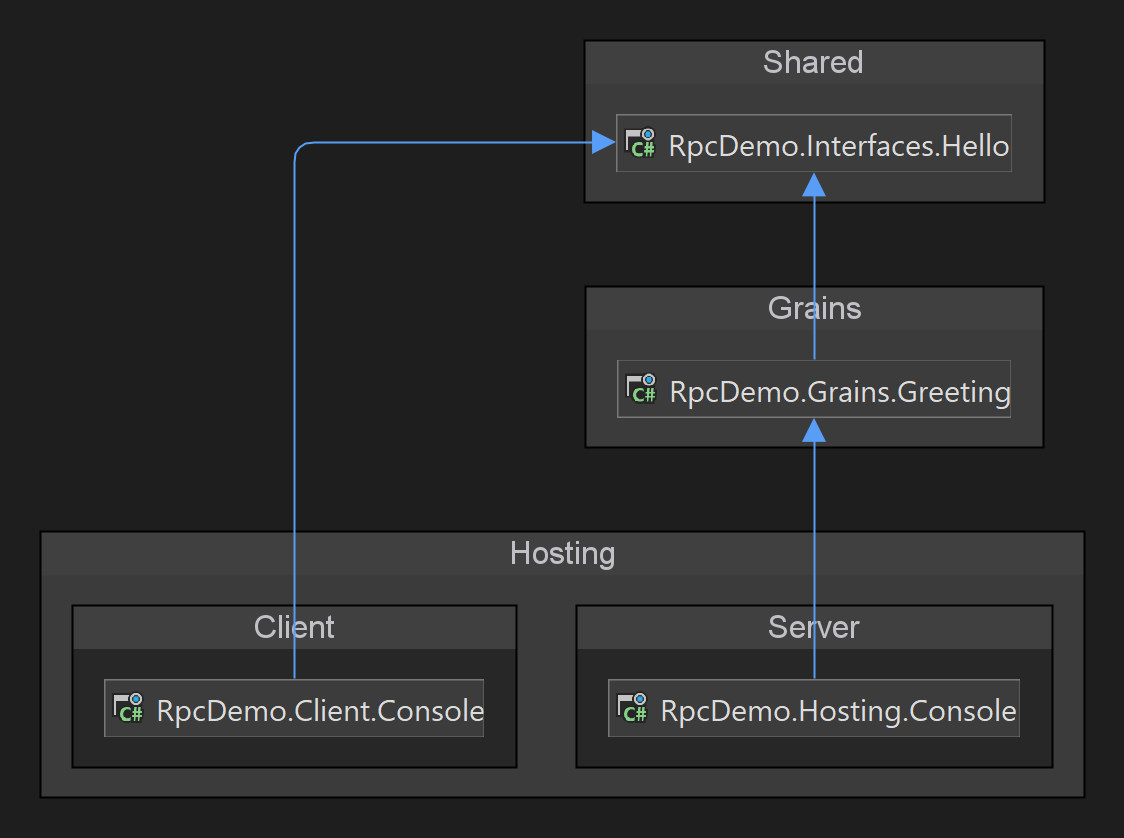 Shared
C# RpcDemo.Interfaces.Hello
Grains
C# RpcDemo.Grains.Greeting
Hosting
Client
Server
C# RpcDemo.Client.Console
C# RpcDemo.Hosting.Console